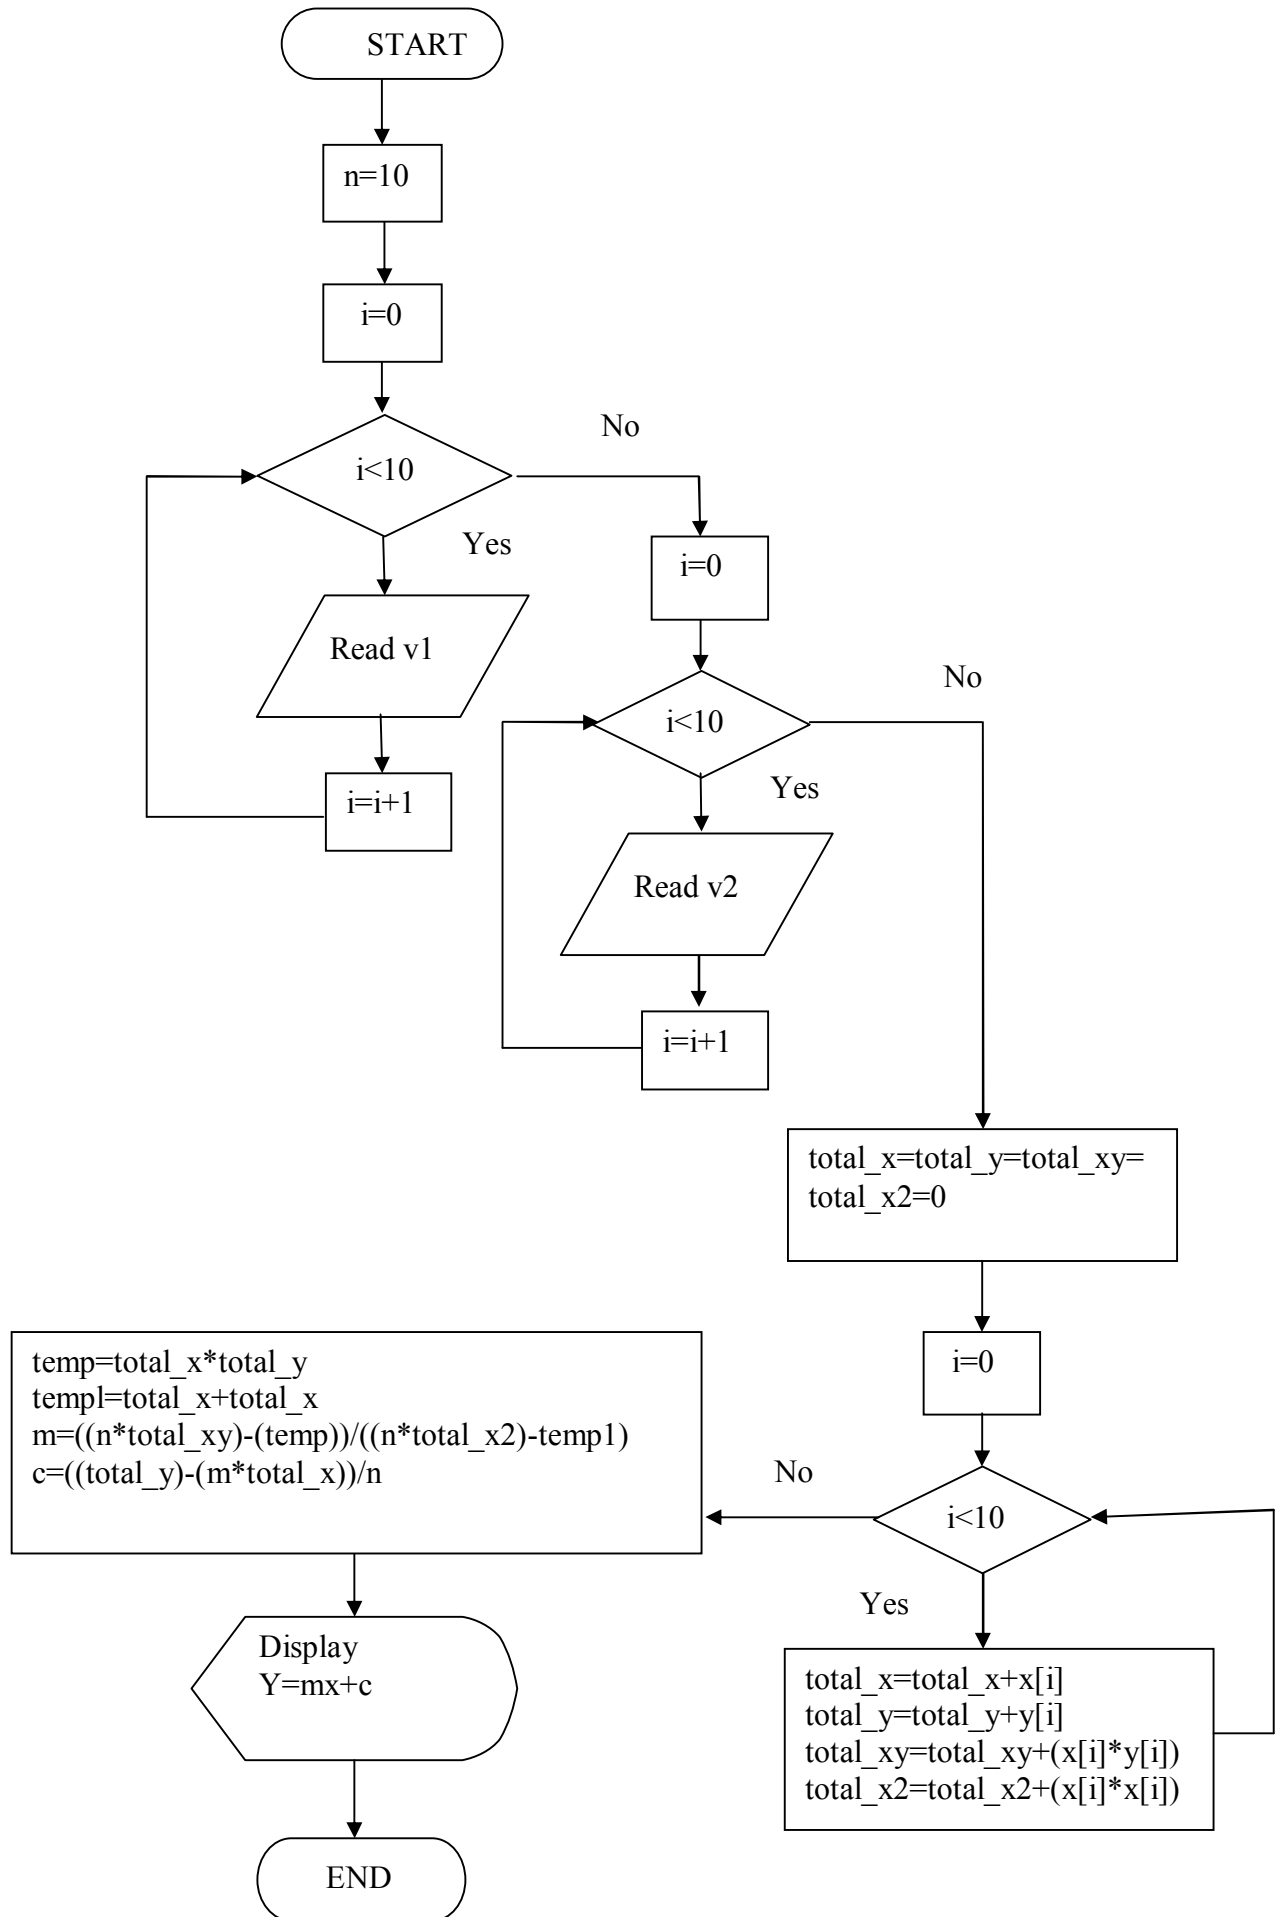 START
n=10
i=0
i<10
No
Yes
Read v1
i=i+1
i=0
i<10
No
Yes
Read v2
i=i+1
total_x=total_y=total_xy=
total_x2=0
i=0
i<10
No
Yes
total_x=total_x+x[i]
total_y=total_y+y[i]
total_xy=total_xy+(x[i]*y[i])
total_x2=total_x2+(x[i]*x[i])
temp=total_x*total_y
templ=total_x+total_x
m=((n*total_xy)-(temp))/((n*total_x2)-temp1)
c=((total_y)-(m*total_x))/n
Display
Y=mx+c
END